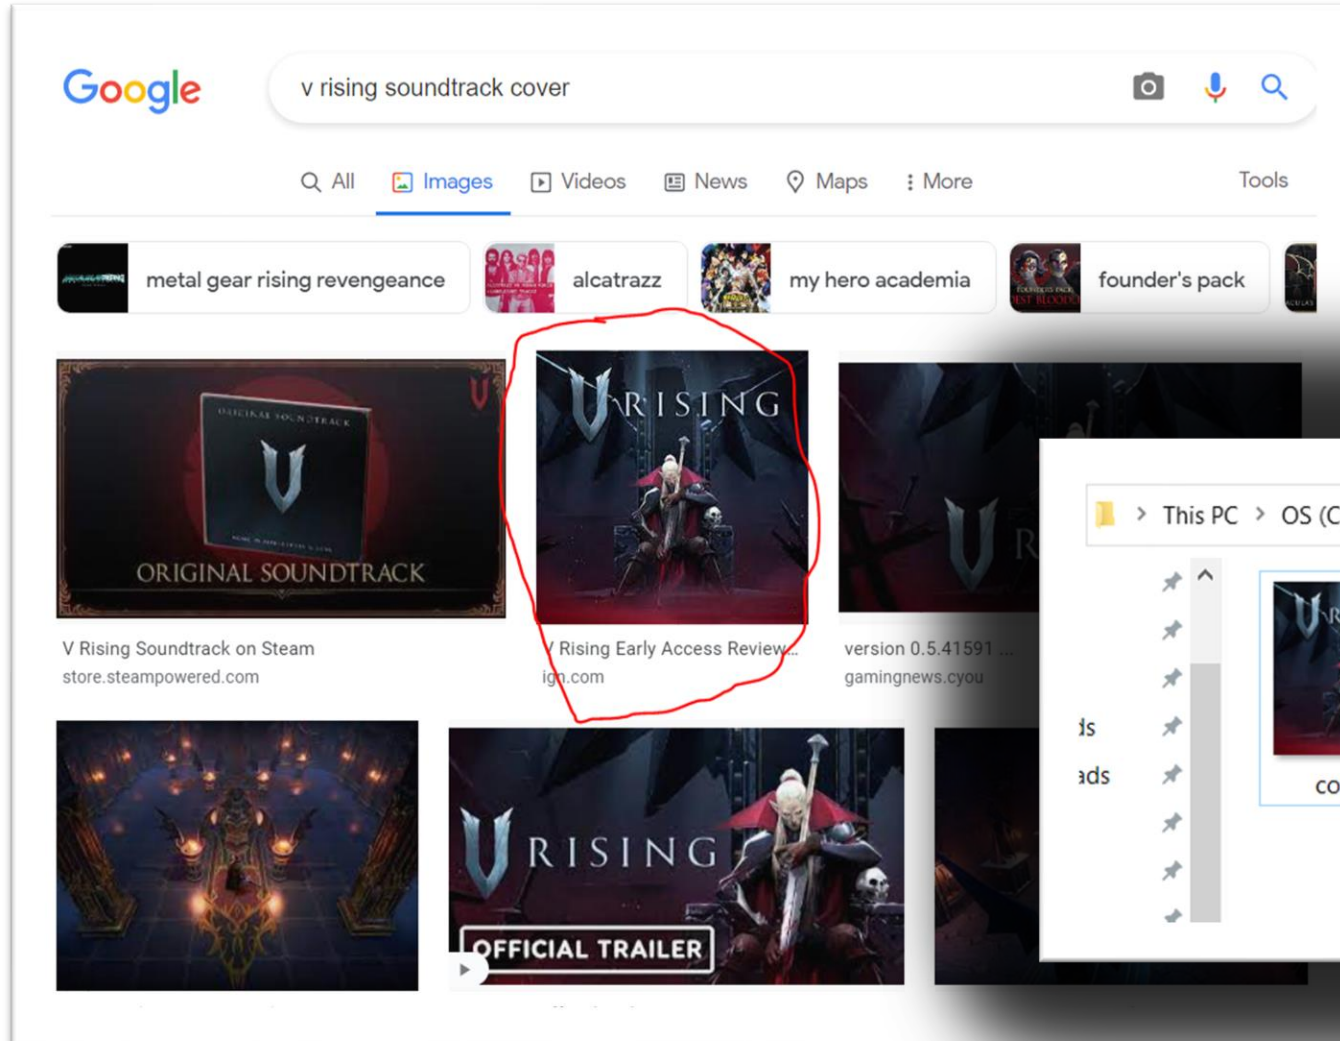 Google
v rising soundtrack cover
All Images Videos News Maps More Tools
metal gear rising revengeance alcatrazz my hero academia founder's pack
ORIGINAL SOUNDTRACK
V
ORIGINAL SOUNDTRACK
V RISING
V R
V Rising Soundtrack on Steam
store.steampowered.com
V Rising Early Access Review...
ign.com
version 0.5.41591 ...
gamingnews.cyou
V RISING
OFFICIAL TRAILER
> This PC > OS (C
ds
ads
co